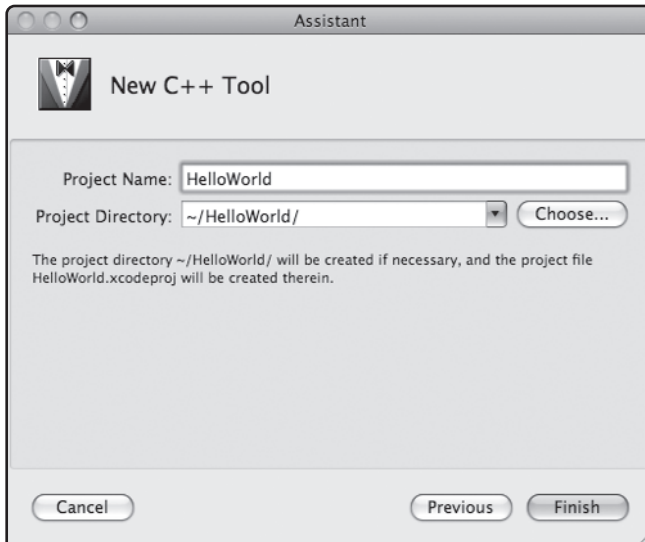 Assistant
New C++ Tool
Project Name: HelloWorld
Project Directory: ~/HelloWorld/ Choose...
The project directory ~/HelloWorld/ will be created if necessary, and the project file
HelloWorld.xcodeproj will be created therein.
Cancel Previous Finish